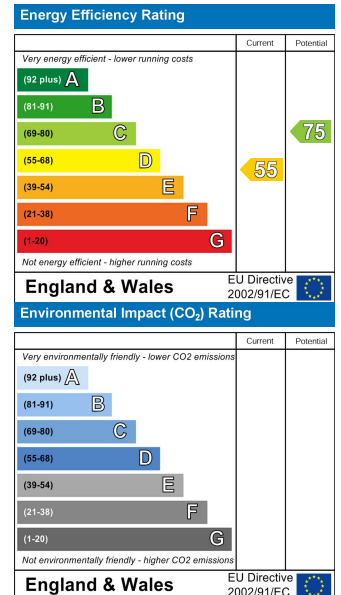 Energy Efficiency Rating
Current Potential
Very energy efficient - lower running costs
(92 plus) A
(81-91) B
(69-80) C
75
(55-68) D
55
(39-54) E
(21-38) F
(1-20) G
Not energy efficient - higher running costs
England & Wales
EU Directive
2002/91/EC
Environmental Impact (CO₂) Rating
Current Potential
Very environmentally friendly - lower CO2 emissions
(92 plus) A
(81-91) B
(69-80) C
(55-68) D
(39-54) E
(21-38) F
(1-20) G
Not environmentally friendly - higher CO2 emissions
England & Wales
EU Directive
2002/91/EC